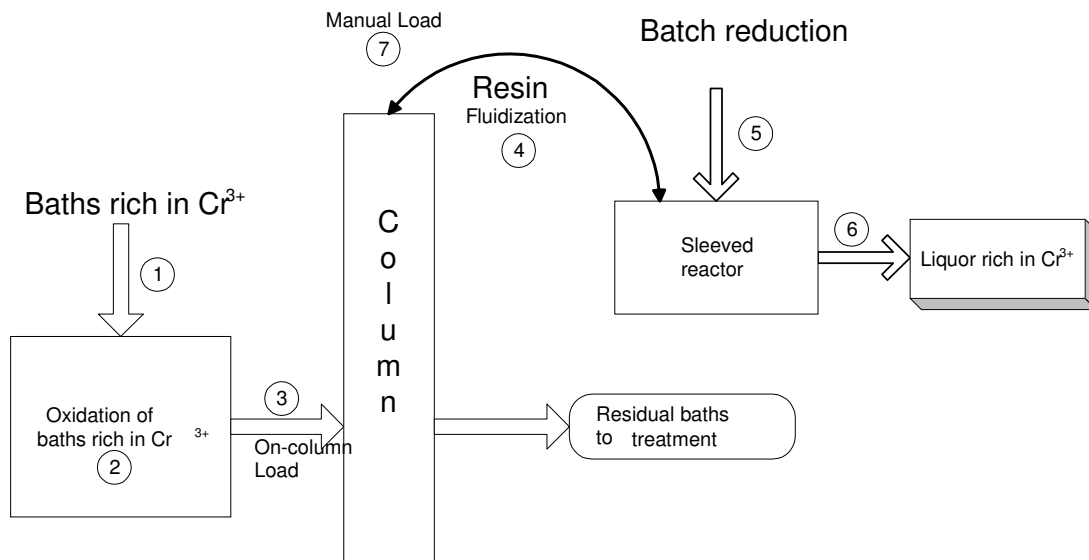 Manual Load
7
Batch reduction
Resin
Fluidization
4
5
Baths rich in Cr³⁺
1
Column
Sleeved
reactor
6
Liquor rich in Cr³⁺
Oxidation of
baths rich in Cr 3+
2
3
On-column
Load
Residual baths
to treatment